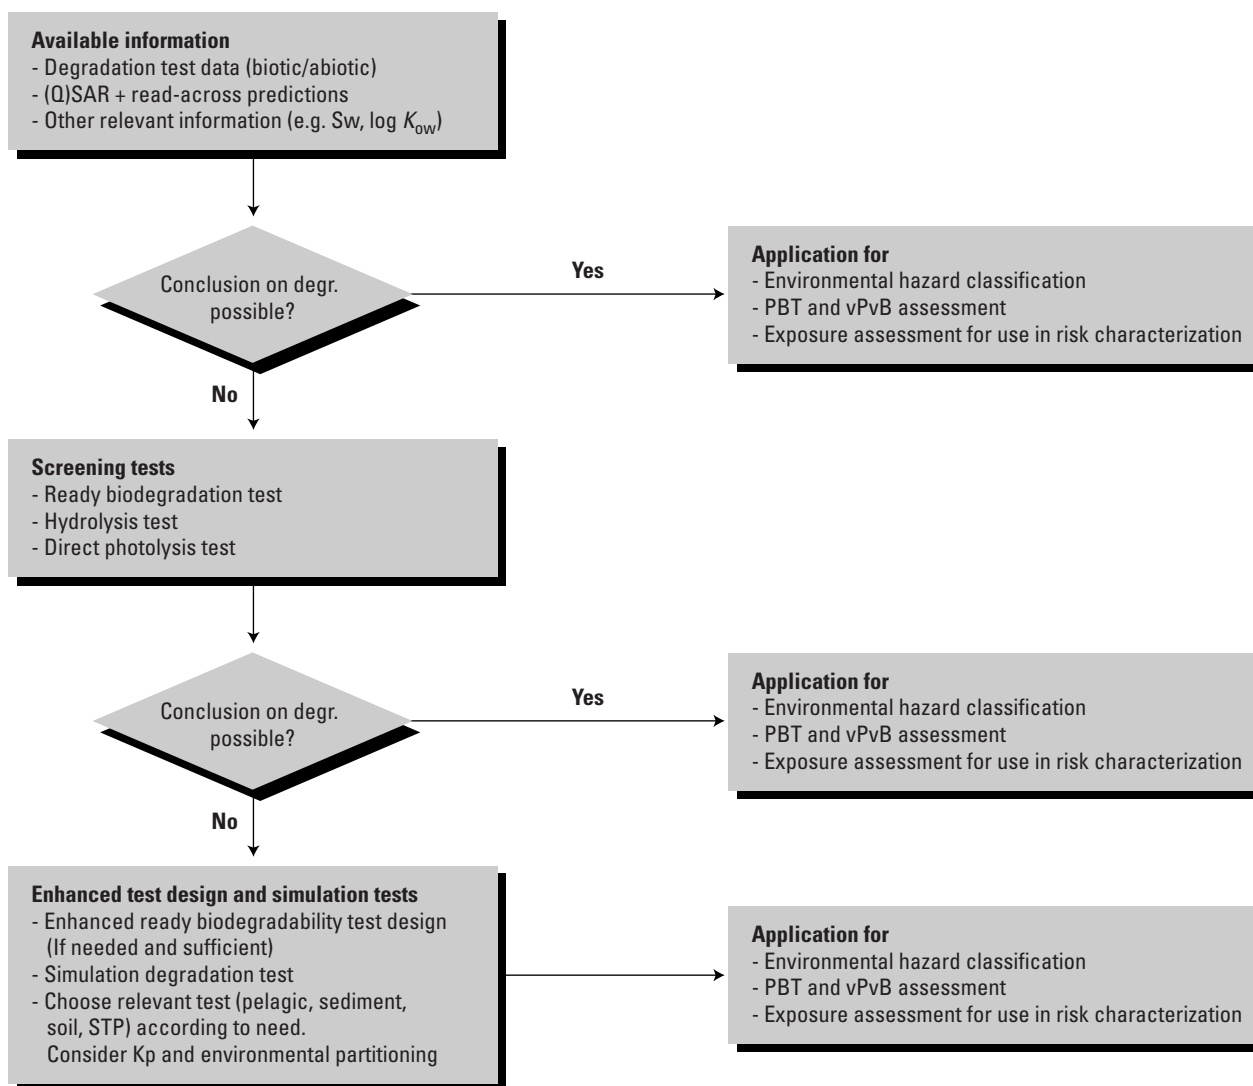 Available information
- Degradation test data (biotic/abiotic)
- (Q)SAR + read-across predictions
- Other relevant information (e.g. Sw, log Kow)
Conclusion on degr.
possible?
Yes
Application for
- Environmental hazard classification
- PBT and vPvB assessment
- Exposure assessment for use in risk characterization
No
Screening tests
- Ready biodegradation test
- Hydrolysis test
- Direct photolysis test
Conclusion on degr.
possible?
Yes
Application for
- Environmental hazard classification
- PBT and vPvB assessment
- Exposure assessment for use in risk characterization
No
Enhanced test design and simulation tests
- Enhanced ready biodegradability test design
(If needed and sufficient)
- Simulation degradation test
- Choose relevant test (pelagic, sediment,
soil, STP) according to need.
Consider Kp and environmental partitioning
Application for
- Environmental hazard classification
- PBT and vPvB assessment
- Exposure assessment for use in risk characterization